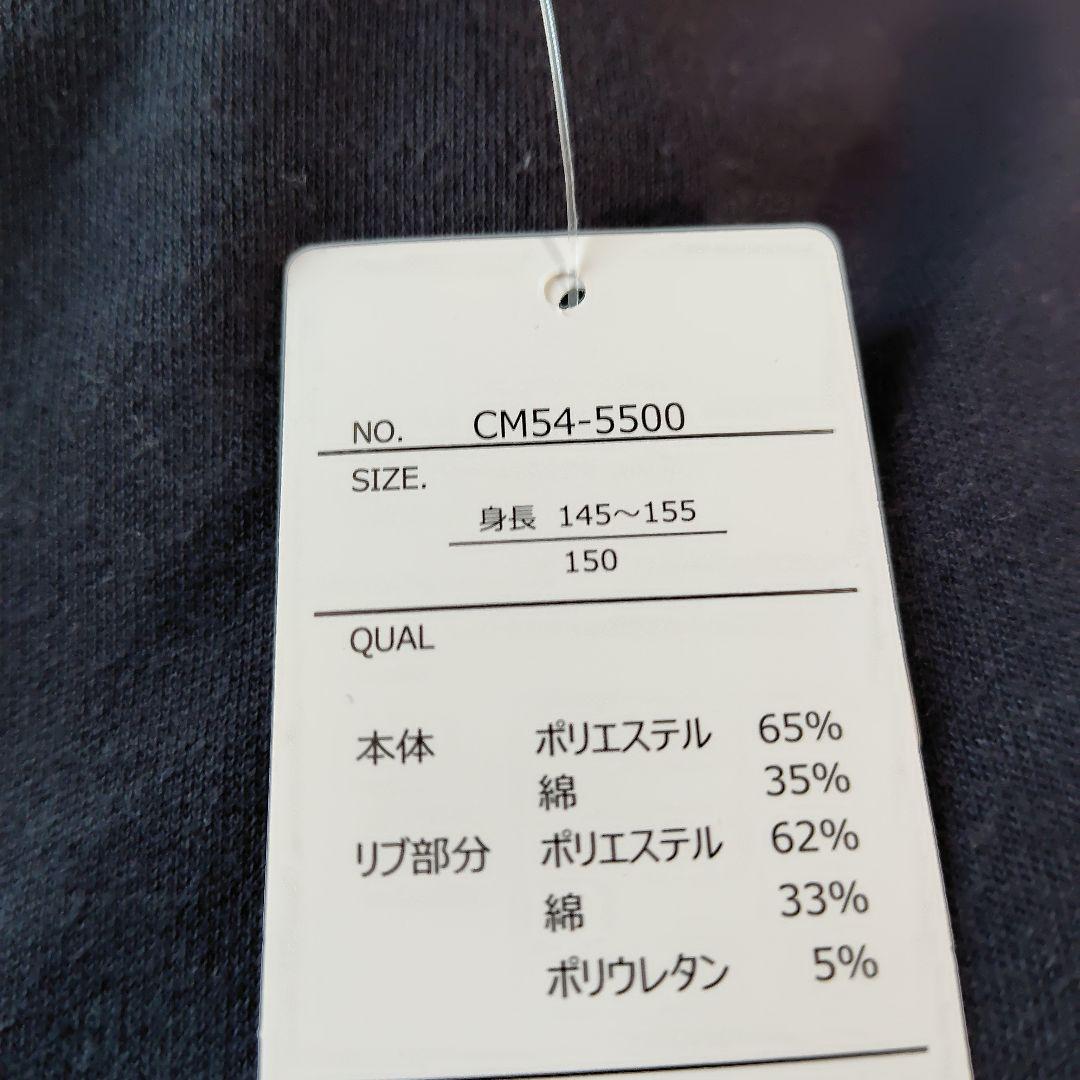 NO. CM54-5500
SIZE.
身長 145～155
150
QUAL
本体 ポリエステル 65%
綿 35%
リブ部分 ポリエステル 62%
綿 33%
ポリウレタン 5%